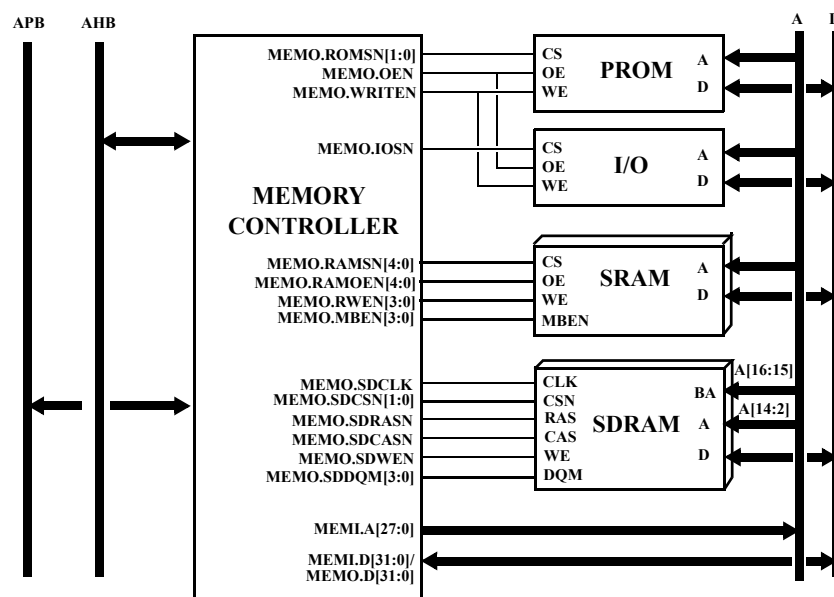 APB AHB A
MEMO.ROMSN[1:0]
MEMO.OEN
MEMO.WRITEN
CS
OE
WE
PROM
A
D
MEMO.IOSN
CS
OE
WE
I/O
A
D
MEMORY
CONTROLLER
MEMO.RAMSN[4:0]
MEMO.RAMOEN[4:0]
MEMO.RWEN[3:0]
MEMO.MBEN[3:0]
CS
OE
WE
MBEN
SRAM
A
D
MEMO.SDCLK
MEMO.SDCSN[1:0]
MEMO.SDRASN
MEMO.SDCASN
MEMO.SDWEN
MEMO.SDDQM[3:0]
CLK
CSN
RAS
CAS
WE
DQM
SDRAM
BA
A
D
A[16:15]
A[14:2]
MEMI.A[27:0]
MEMI.D[31:0]/
MEMO.D[31:0]